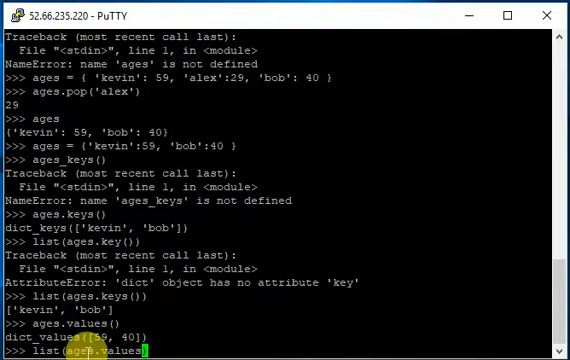 52.66.235.220 - PuTTY
Traceback (most recent call last):
  File "<stdin>", line 1, in <module>
NameError: name 'ages' is not defined
>>> ages = { 'kevin': 59, 'alex':29, 'bob': 40 }
>>> ages.pop('alex')
29
>>> ages
{'kevin': 59, 'bob': 40}
>>> ages = {'kevin':59, 'bob':40 }
>>> ages_keys()
Traceback (most recent call last):
  File "<stdin>", line 1, in <module>
NameError: name 'ages_keys' is not defined
>>> ages.keys()
dict_keys(['kevin', 'bob'])
>>> list(ages.key())
Traceback (most recent call last):
  File "<stdin>", line 1, in <module>
AttributeError: 'dict' object has no attribute 'key'
>>> list(ages.keys())
['kevin', 'bob']
>>> ages.values()
dict_values([59, 40])
>>> list(ages.values)